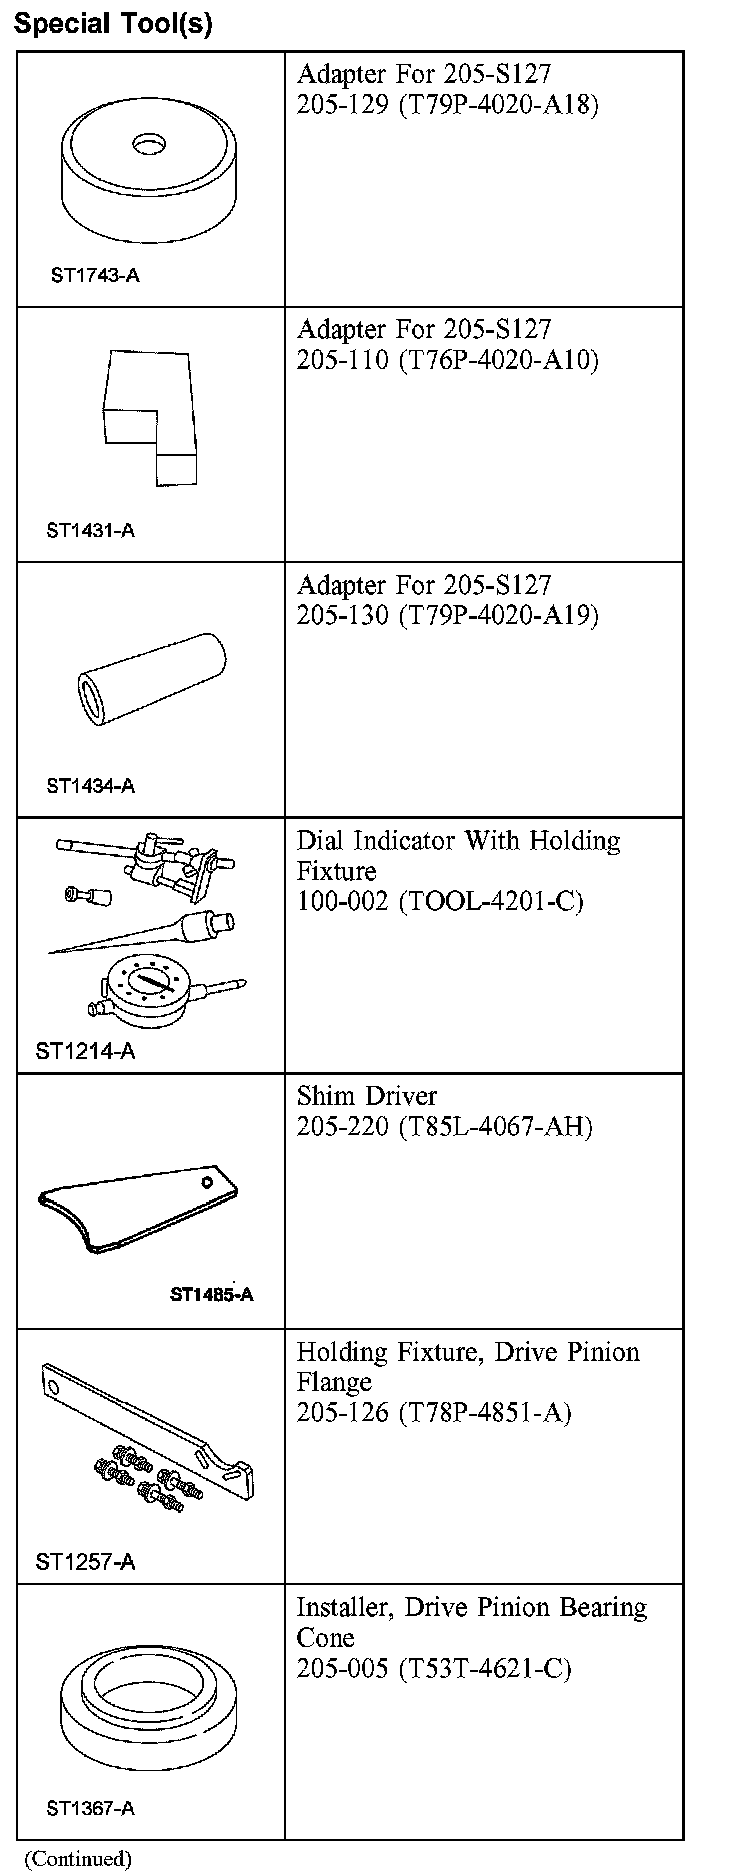 Special Tool(s)
Adapter For 205-S127
205-129 (T79P-4020-A18)
ST1743-A
Adapter For 205-S127
205-110 (T76P-4020-A10)
ST1431-A
Adapter For 205-S127
205-130 (T79P-4020-A19)
ST1434-A
Dial Indicator With Holding
Fixture
100-002 (TOOL-4201-C)
ST1214-A
Shim Driver
205-220 (T85L-4067-AH)
ST1485-A
Holding Fixture, Drive Pinion
Flange
205-126 (T78P-4851-A)
ST1257-A
Installer, Drive Pinion Bearing
Cone
205-005 (T53T-4621-C)
ST1367-A
(Continued)